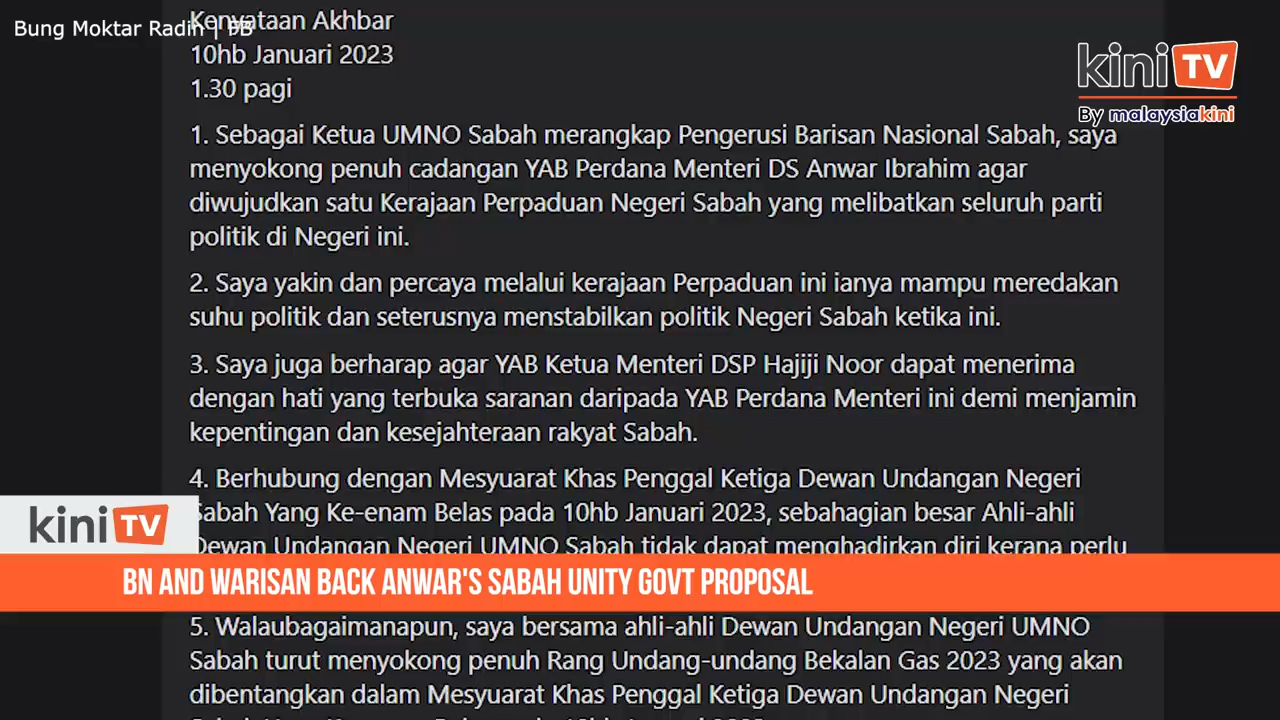 Bung Moktar Radin | FB
Kenyataan Akhbar
10hb Januari 2023
1.30 pagi
kini TV
By malaysiakini
1. Sebagai Ketua UMNO Sabah merangkap Pengerusi Barisan Nasional Sabah, saya
menyokong penuh cadangan YAB Perdana Menteri DS Anwar Ibrahim agar
diwujudkan satu Kerajaan Perpaduan Negeri Sabah yang melibatkan seluruh parti
politik di Negeri ini.
2. Saya yakin dan percaya melalui kerajaan Perpaduan ini ianya mampu meredakan
suhu politik dan seterusnya menstabilkan politik Negeri Sabah ketika ini.
3. Saya juga berharap agar YAB Ketua Menteri DSP Hajiji Noor dapat menerima
dengan hati yang terbuka saranan daripada YAB Perdana Menteri ini demi menjamin
kepentingan dan kesejahteraan rakyat Sabah.
4. Berhubung dengan Mesyuarat Khas Penggal Ketiga Dewan Undangan Negeri
Sabah Yang Ke-enam Belas pada 10hb Januari 2023, sebahagian besar Ahli-ahli
Dewan Undangan Negeri UMNO Sabah tidak dapat menghadirkan diri kerana perlu
kini TV
BN AND WARISAN BACK ANWAR'S SABAH UNITY GOVT PROPOSAL
5. Walaubagaimanapun, saya bersama ahli-ahli Dewan Undangan Negeri UMNO
Sabah turut menyokong penuh Rang Undang-undang Bekalan Gas 2023 yang akan
dibentangkan dalam Mesyuarat Khas Penggal Ketiga Dewan Undangan Negeri